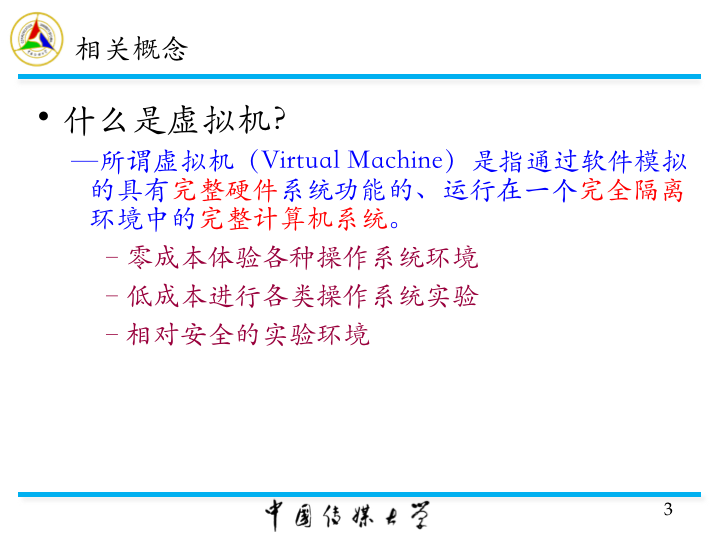 相关概念
• 什么是虚拟机?
—所谓虚拟机（Virtual Machine）是指通过软件模拟
的具有完整硬件系统功能的、运行在一个完全隔离
环境中的完整计算机系统。
– 零成本体验各种操作系统环境
– 低成本进行各类操作系统实验
– 相对安全的实验环境
中国传媒大学
3